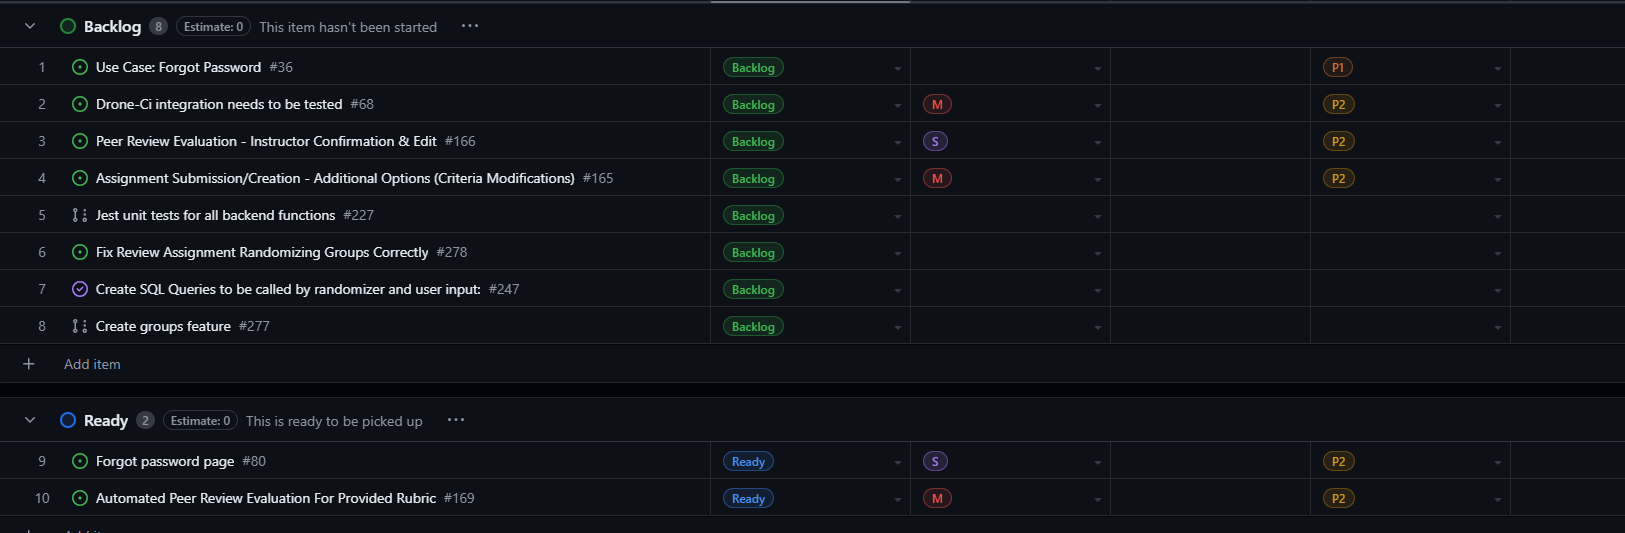 Backlog 8 Estimate: 0 This item hasn't been started ...
1 Use Case: Forgot Password #36 Backlog P1
2 Drone-Ci integration needs to be tested #68 Backlog M P2
3 Peer Review Evaluation - Instructor Confirmation & Edit #166 Backlog S P2
4 Assignment Submission/Creation - Additional Options (Criteria Modifications) #165 Backlog M P2
5 Jest unit tests for all backend functions #227 Backlog
6 Fix Review Assignment Randomizing Groups Correctly #278 Backlog
7 Create SQL Queries to be called by randomizer and user input: #247 Backlog
8 Create groups feature #277 Backlog
+ Add item
Ready 2 Estimate: 0 This is ready to be picked up ...
9 Forgot password page #80 Ready S P2
10 Automated Peer Review Evaluation For Provided Rubric #169 Ready M P2